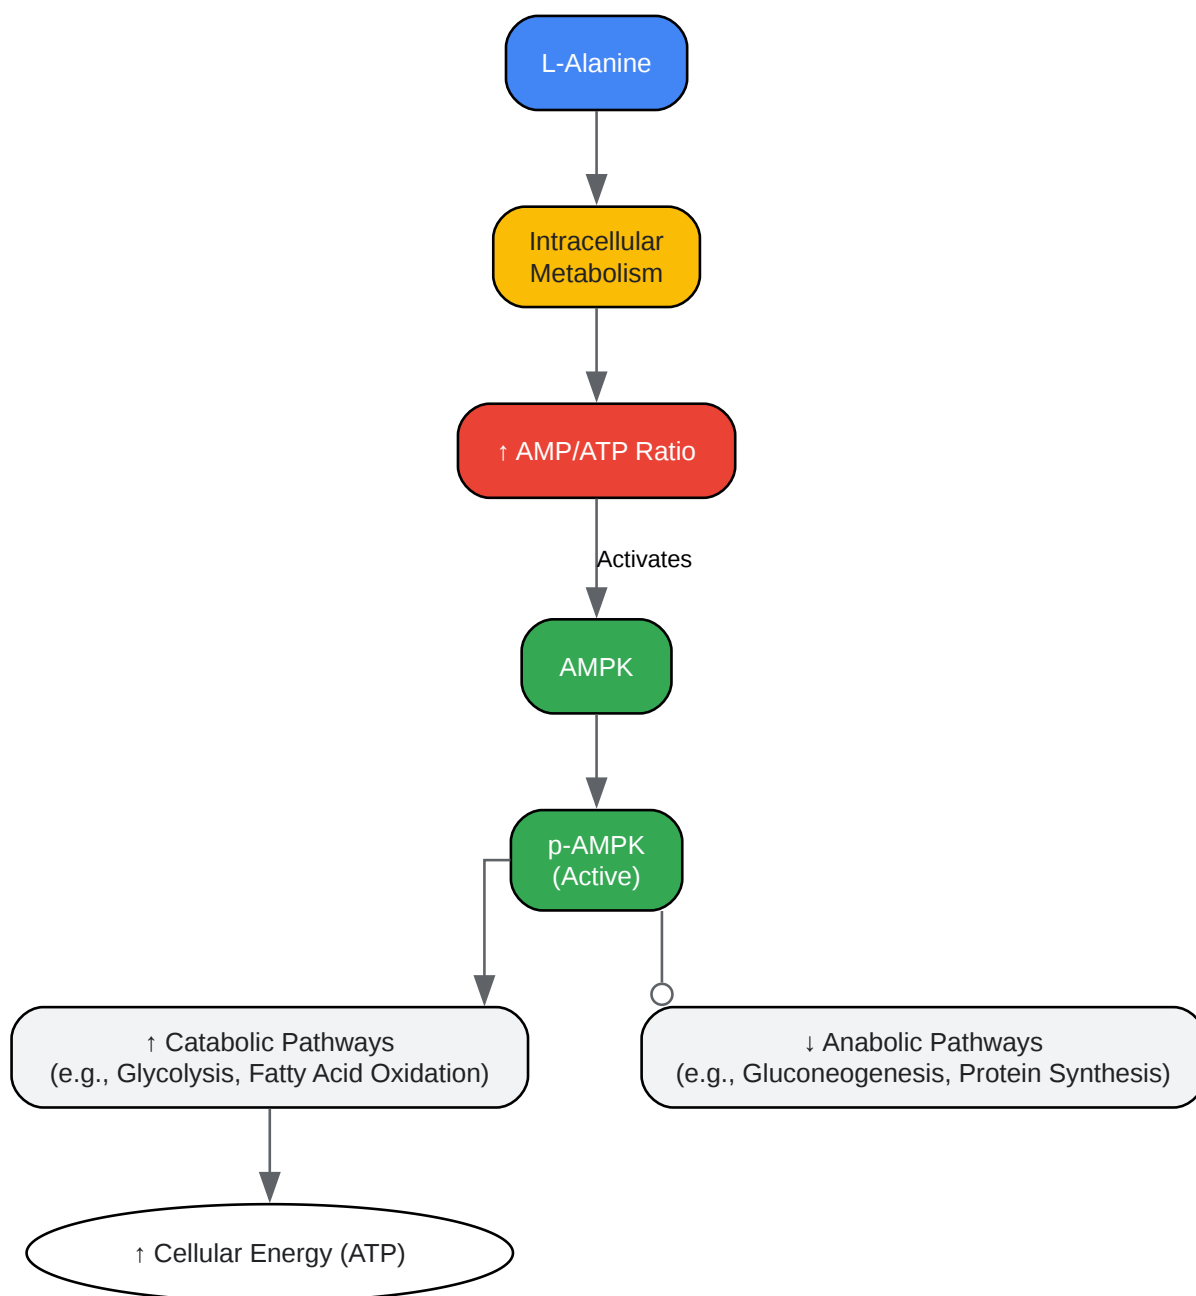 L-Alanine
Intracellular
Metabolism
↑ AMP/ATP Ratio
Activates
AMPK
p-AMPK
(Active)
↑ Catabolic Pathways
(e.g., Glycolysis, Fatty Acid Oxidation)
↓ Anabolic Pathways
(e.g., Gluconeogenesis, Protein Synthesis)
↑ Cellular Energy (ATP)